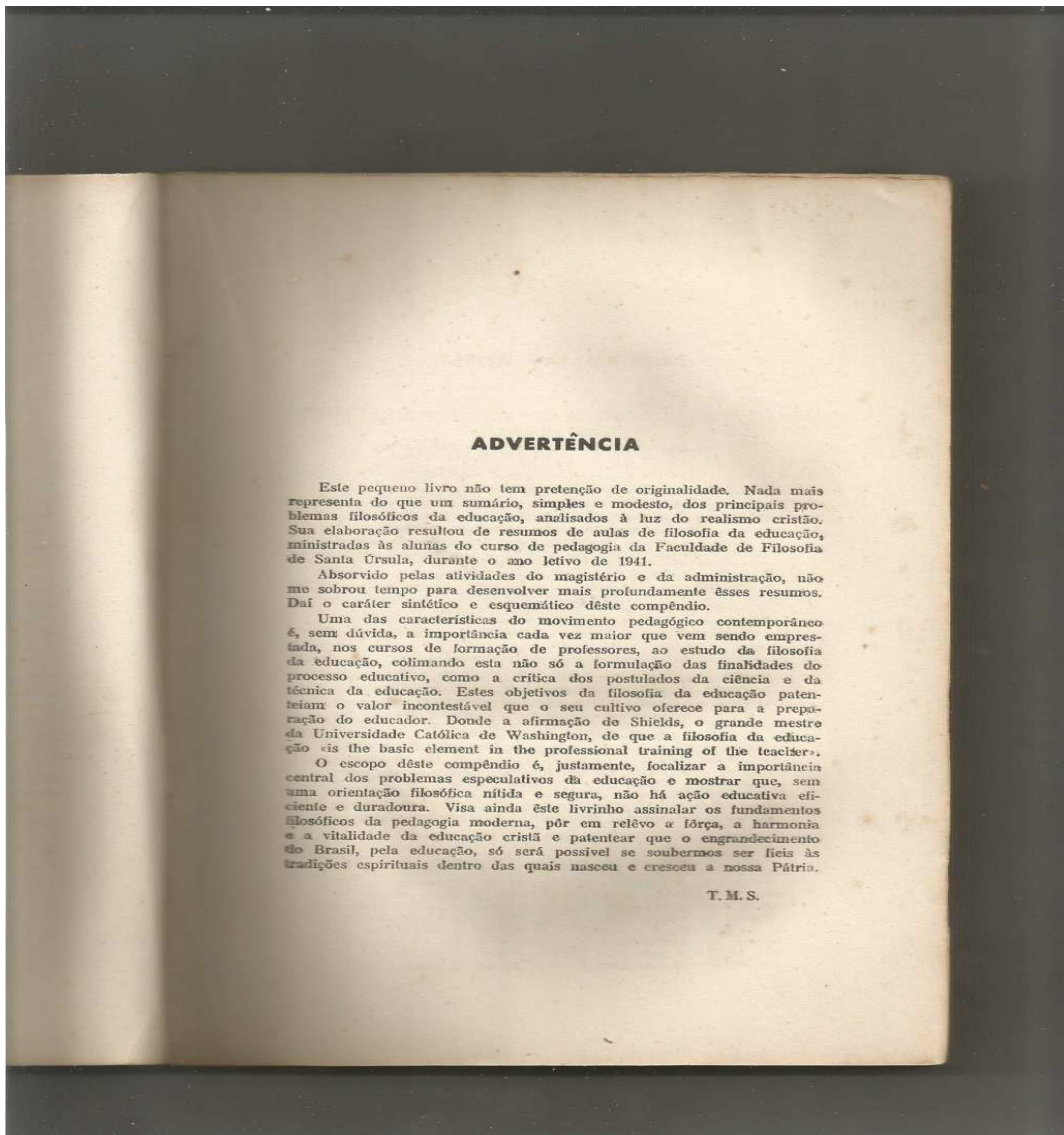 ADVERTÊNCIA
Este pequeno livro não tem pretenção de originalidade. Nada mais
representa do que um sumário, simples e modesto, dos principais pro-
blemas filosóficos da educação, analisados à luz do realismo cristão.
Sua elaboração resultou de resumos de aulas de filosofia da educação,
ministradas às alunas do curso de pedagogia da Faculdade de Filosofia
de Santa Úrsula, durante o ano letivo de 1941.
Absorvido pelas atividades do magistério e da administração, não
me sobrou tempo para desenvolver mais profundamente êsses resumos.
Daí o caráter sintético e esquemático dêste compêndio.
Uma das características do movimento pedagógico contemporâneo
é, sem dúvida, a importância cada vez maior que vem sendo empres-
tada, nos cursos de formação de professores, ao estudo da filosofia
da educação, colimando esta não só a formulação das finalidades do
processo educativo, como a crítica dos postulados da ciência e da
técnica da educação. Estes objetivos da filosofia da educação paten-
teiam o valor incontestável que o seu cultivo oferece para a prepa-
ração do educador. Donde a afirmação de Shields, o grande mestre
da Universidade Católica de Washington, de que a filosofia da educa-
ção «is the basic element in the professional training of the teacher».
O escopo dêste compêndio é, justamente, focalizar a importância
central dos problemas especulativos da educação e mostrar que, sem
uma orientação filosófica nítida e segura, não há ação educativa efi-
ciente e duradoura. Visa ainda êste livrinho assinalar os fundamentos
filosóficos da pedagogia moderna, pôr em relêvo a fôrça, a harmonia
e a vitalidade da educação cristã e patentear que o engrandecimento
do Brasil, pela educação, só será possível se soubermos ser fieis às
tradições espirituais dentro das quais nasceu e cresceu a nossa Pátria.
T. M. S.